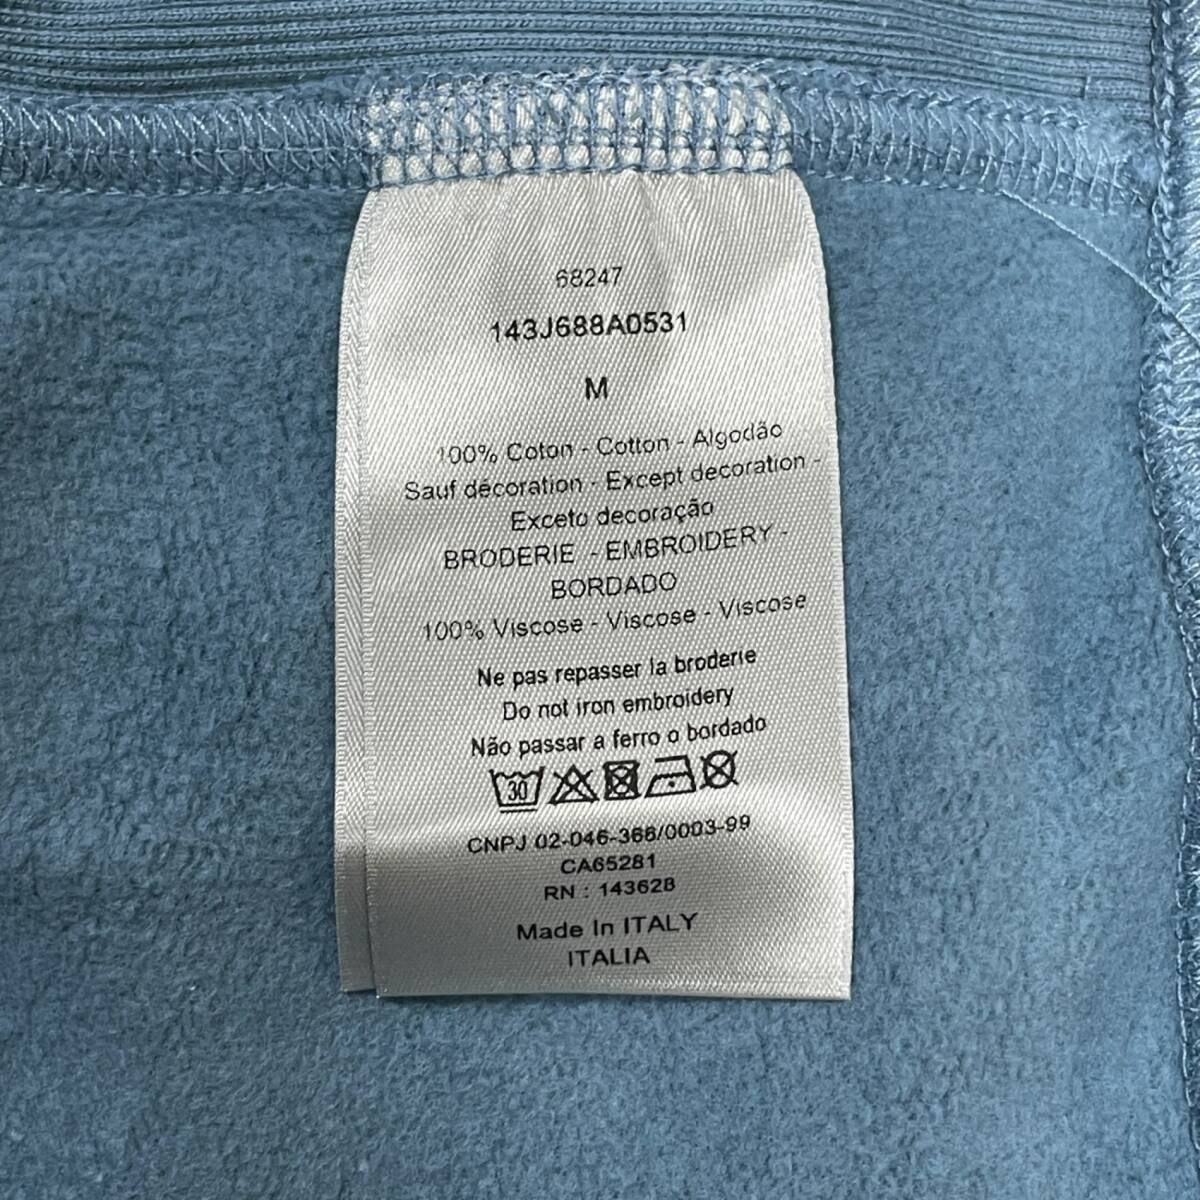 68247
143J688A0531
M
100% Coton - Cotton - Algodão
Sauf décoration - Except decoration -
Exceto decoração
BRODERIE - EMBROIDERY -
BORDADO
100% Viscose - Viscose - Viscose
Ne pas repasser la broderie
Do not iron embroidery
Não passar a ferro o bordado
30
CNPJ 02-046-368/0003-99
CA65281
RN : 143628
Made In ITALY
ITALIA